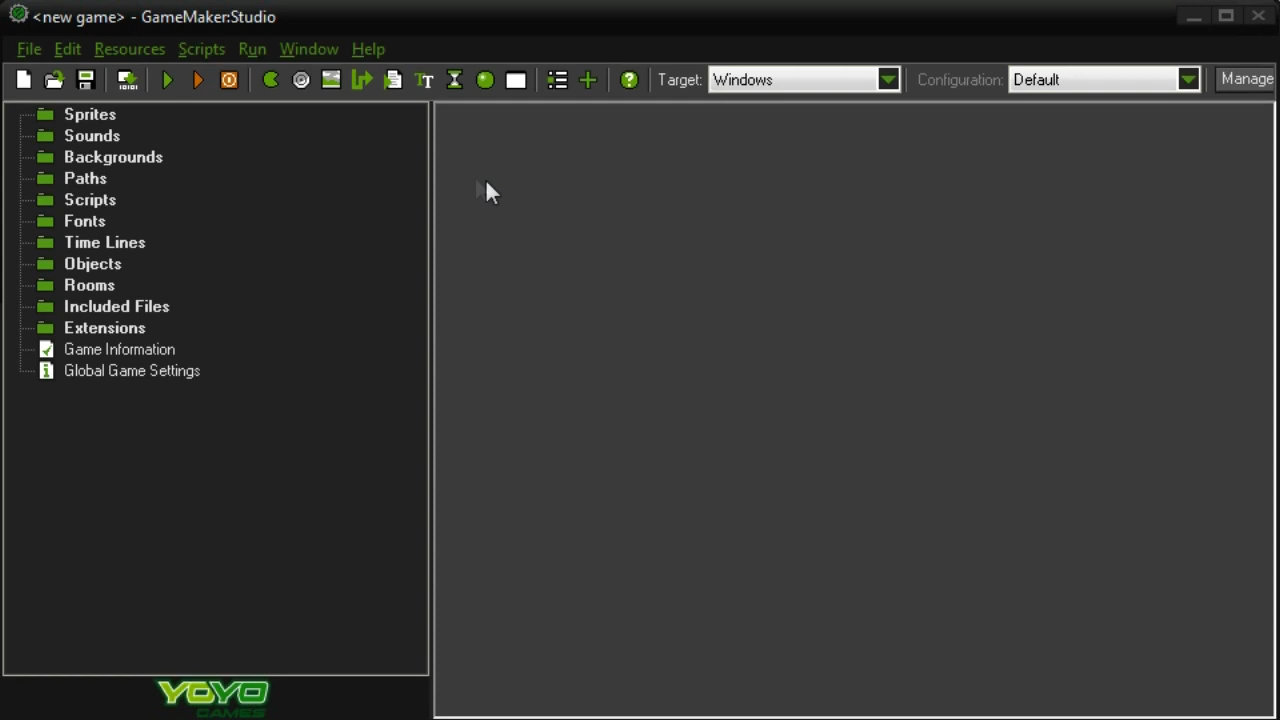 <new game> - GameMaker:Studio
File Edit Resources Scripts Run Window Help
Target: Windows Configuration: Default Manage
Sprites
Sounds
Backgrounds
Paths
Scripts
Fonts
Time Lines
Objects
Rooms
Included Files
Extensions
Game Information
Global Game Settings
YOYO
GAMES